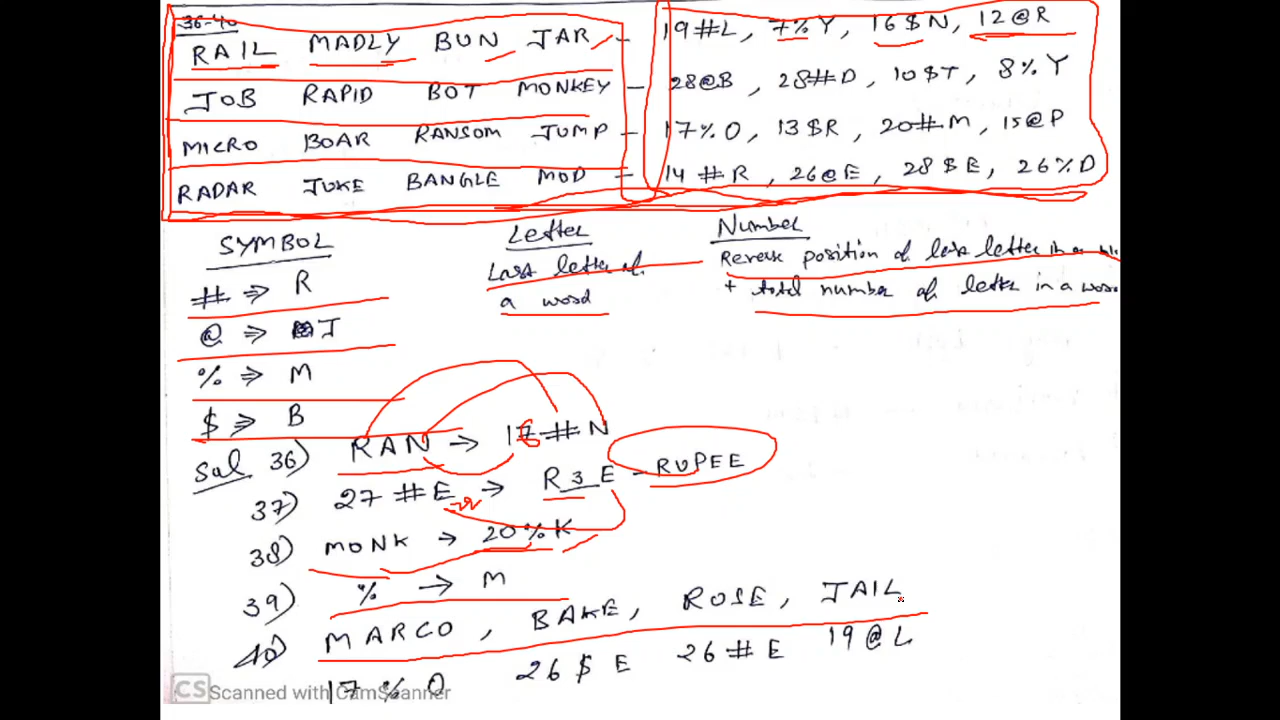 36-40
RAIL MADLY BUN JAR - 19#L, 7%Y, 16$N, 12@R
JOB RAPID BOT MONKEY - 28@B, 28#D, 10$T, 8%Y
MICRO BOAR RANSOM JUMP - 17%O, 13$R, 20#M, 15@P
RADAR JUKE BANGLE MOD - 14#R, 26@E, 28$E, 26%D
SYMBOL
Letter
Number
# ⇒ R
@ ⇒ J
% ⇒ M
$ ⇒ B
Last letter of
a word
Reverse position of last letter in a
+ total number of letter in a word
Sol 36) RAN → 17#N
37) 27#E → R 3 E - RUPEE
38) MONK → 20%K
39) % → M
40) MARCO, BAKE, ROSE, JAIL
17%O 26$E 26#E 19@L
CS Scanned with CamScanner